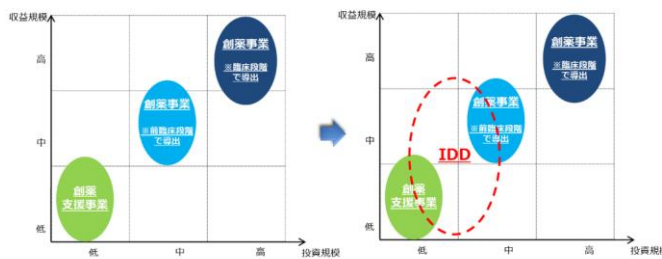 収益規模
高
中
低
創薬事業
※臨床段階
で導出
創薬事業
※前臨床段階
で導出
創薬
支援事業
低
中
高
投資規模
収益規模
高
中
低
創薬事業
※臨床段階
で導出
創薬事業
※前臨床段階
で導出
IDD
創薬
支援事業
低
中
高
投資規模